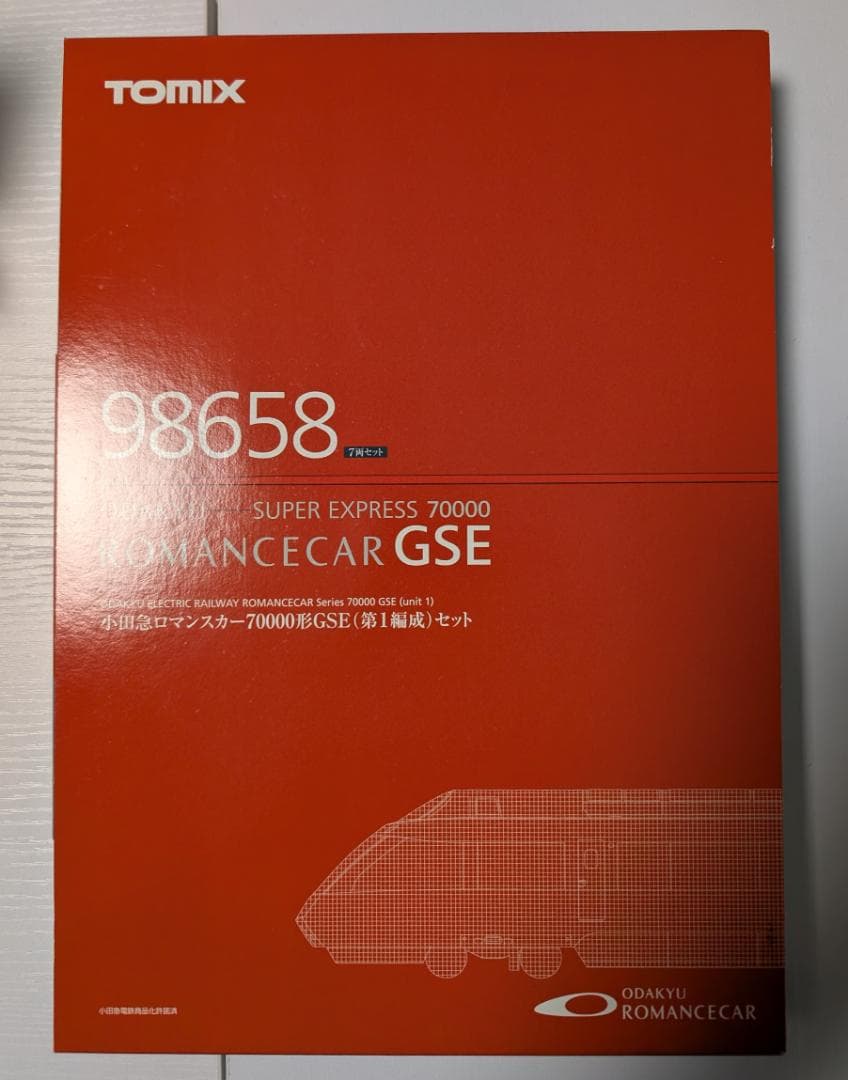 TOMIX
98658
7両セット
ODAKYU SUPER EXPRESS 70000
ROMANCECAR GSE
ODAKYU ELECTRIC RAILWAY ROMANCECAR Series 70000 GSE (unit 1)
小田急ロマンスカー70000形GSE(第1編成)セット
小田急電鉄商品化許諾済
ODAKYU
ROMANCECAR